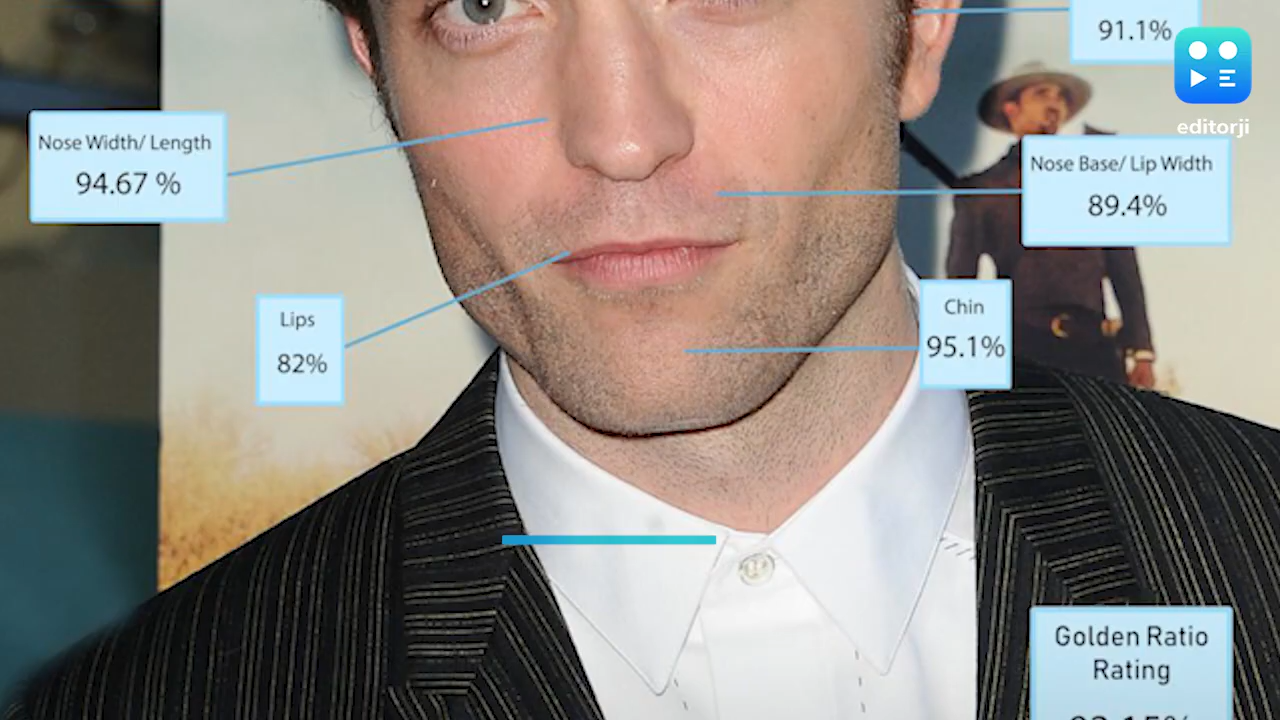 91.1%
editorji
Nose Width/ Length
94.67 %
Nose Base/ Lip Width
89.4%
Lips
82%
Chin
95.1%
Golden Ratio
Rating